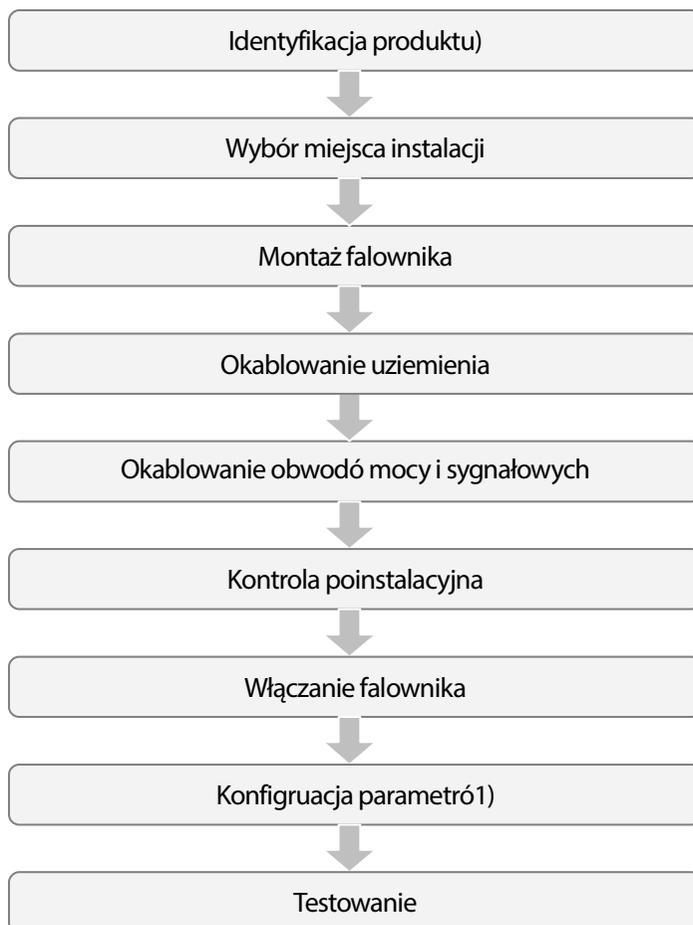 Identyfikacja produktu)
Wybór miejsca instalacji
Montaż falownika
Okablowanie uziemienia
Okablowanie obwodó mocy i sygnałowych
Kontrola poinstalacyjna
Włączanie falownika
Konfigruacja parametró1)
Testowanie